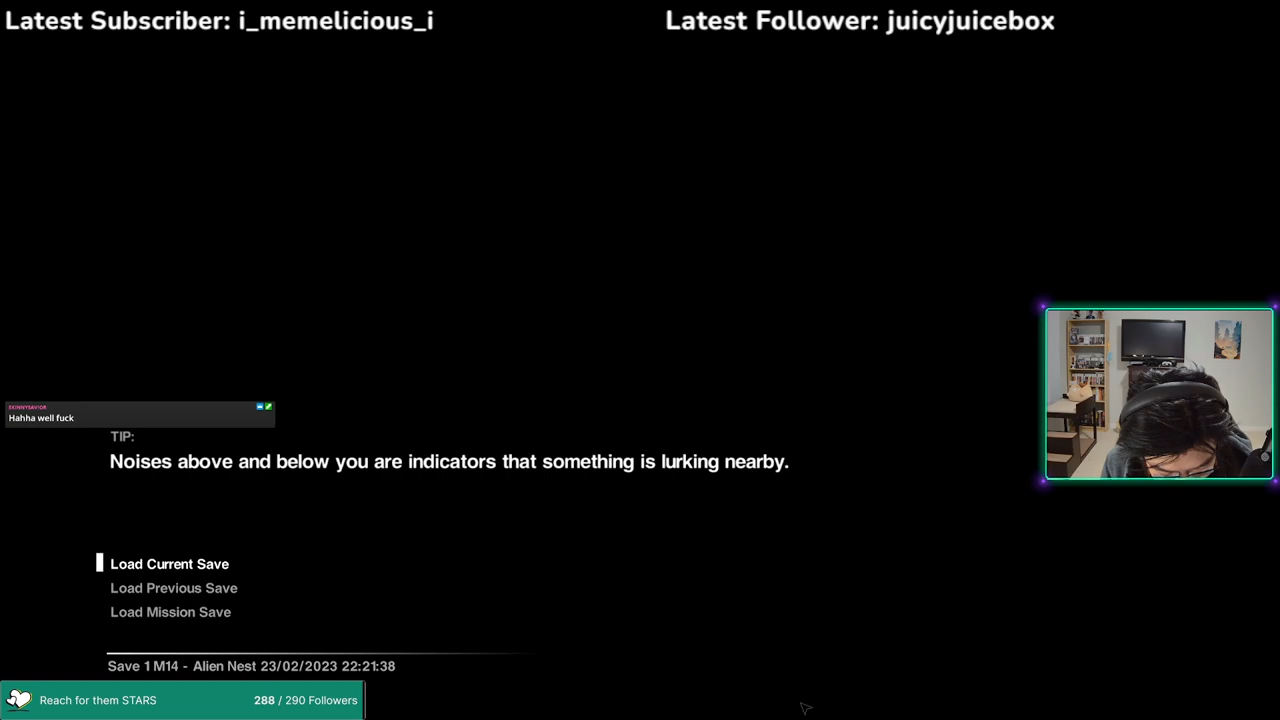 Latest Subscriber: i_memelicious_i
Latest Follower: juicyjuicebox
SKINNYSAVIOR
Hahha well fuck
TIP:
Noises above and below you are indicators that something is lurking nearby.
Load Current Save
Load Previous Save
Load Mission Save
Save 1 M14 - Alien Nest 23/02/2023 22:21:38
Reach for them STARS
288 / 290 Followers